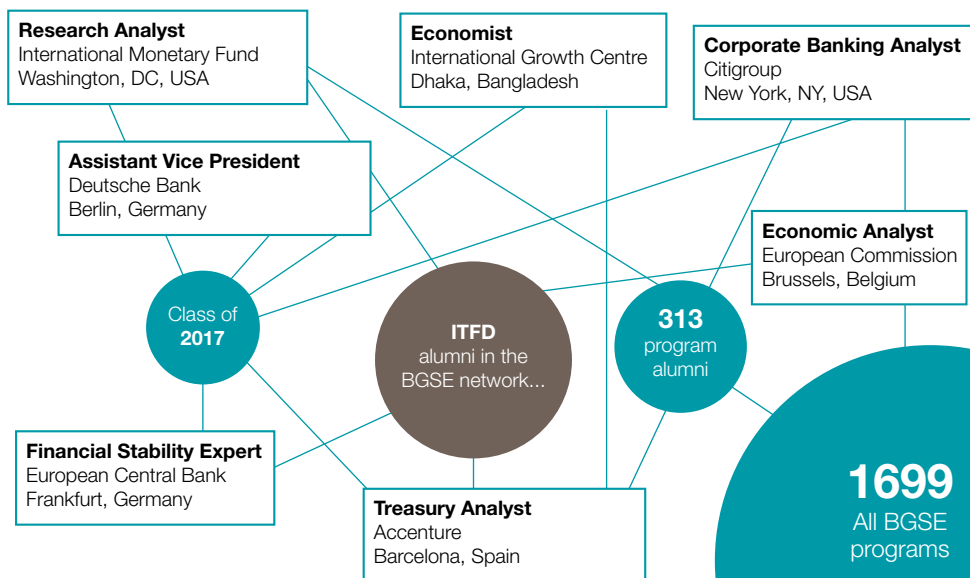 Research Analyst
International Monetary Fund
Washington, DC, USA
Economist
International Growth Centre
Dhaka, Bangladesh
Corporate Banking Analyst
Citigroup
New York, NY, USA
Assistant Vice President
Deutsche Bank
Berlin, Germany
Economic Analyst
European Commission
Brussels, Belgium
Class of
2017
ITFD
alumni in the
BGSE network...
313
program
alumni
Financial Stability Expert
European Central Bank
Frankfurt, Germany
Treasury Analyst
Accenture
Barcelona, Spain
1699
All BGSE
programs